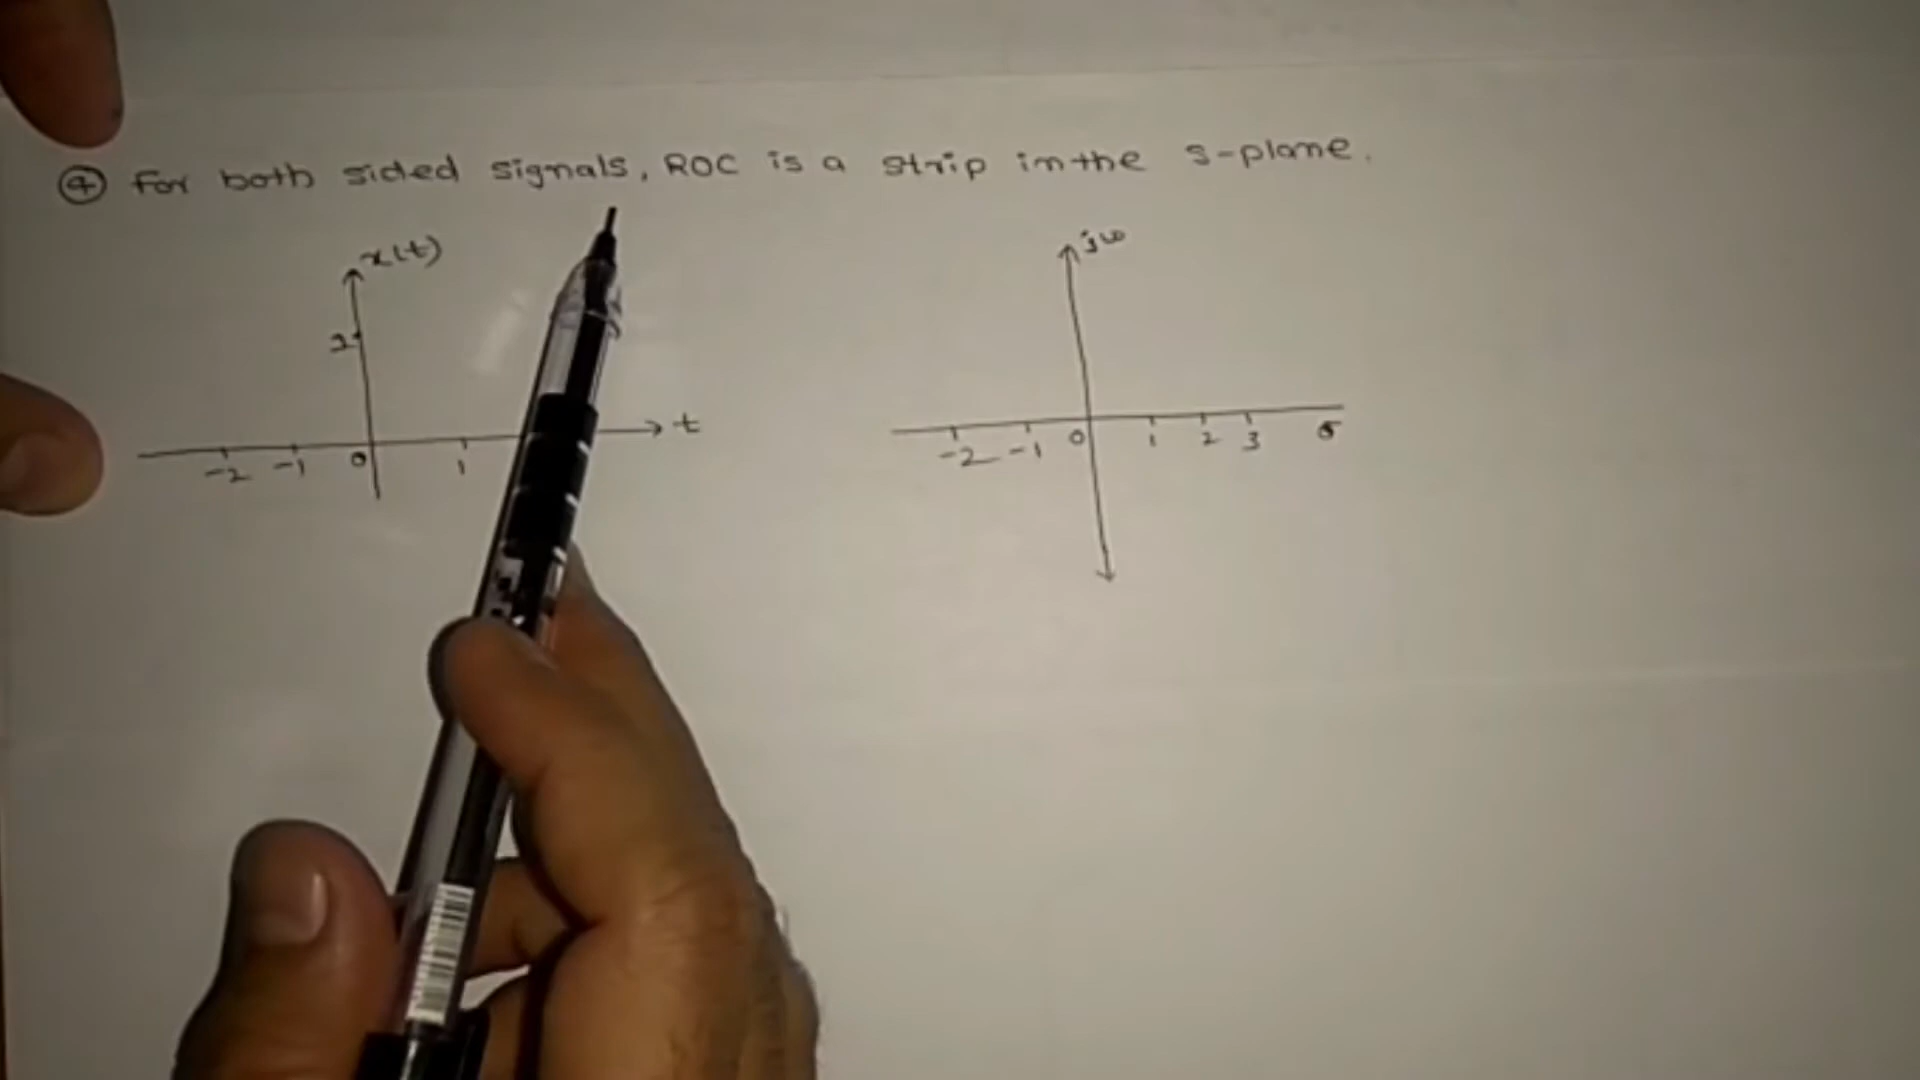 ④ For both sided signals, ROC is a strip in the s-plane.
x(t)
2
t
-2 -1 0 1
jω
-2 -1 0 1 2 3 σ